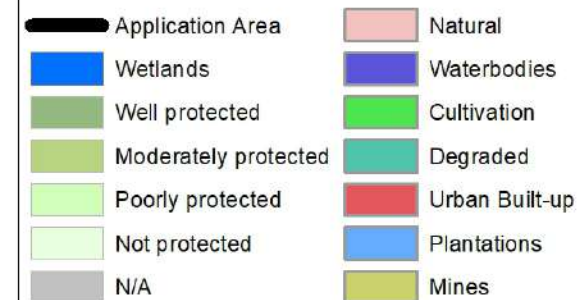 Application Area
Wetlands
Well protected
Moderately protected
Poorly protected
Not protected
N/A
Natural
Waterbodies
Cultivation
Degraded
Urban Built-up
Plantations
Mines